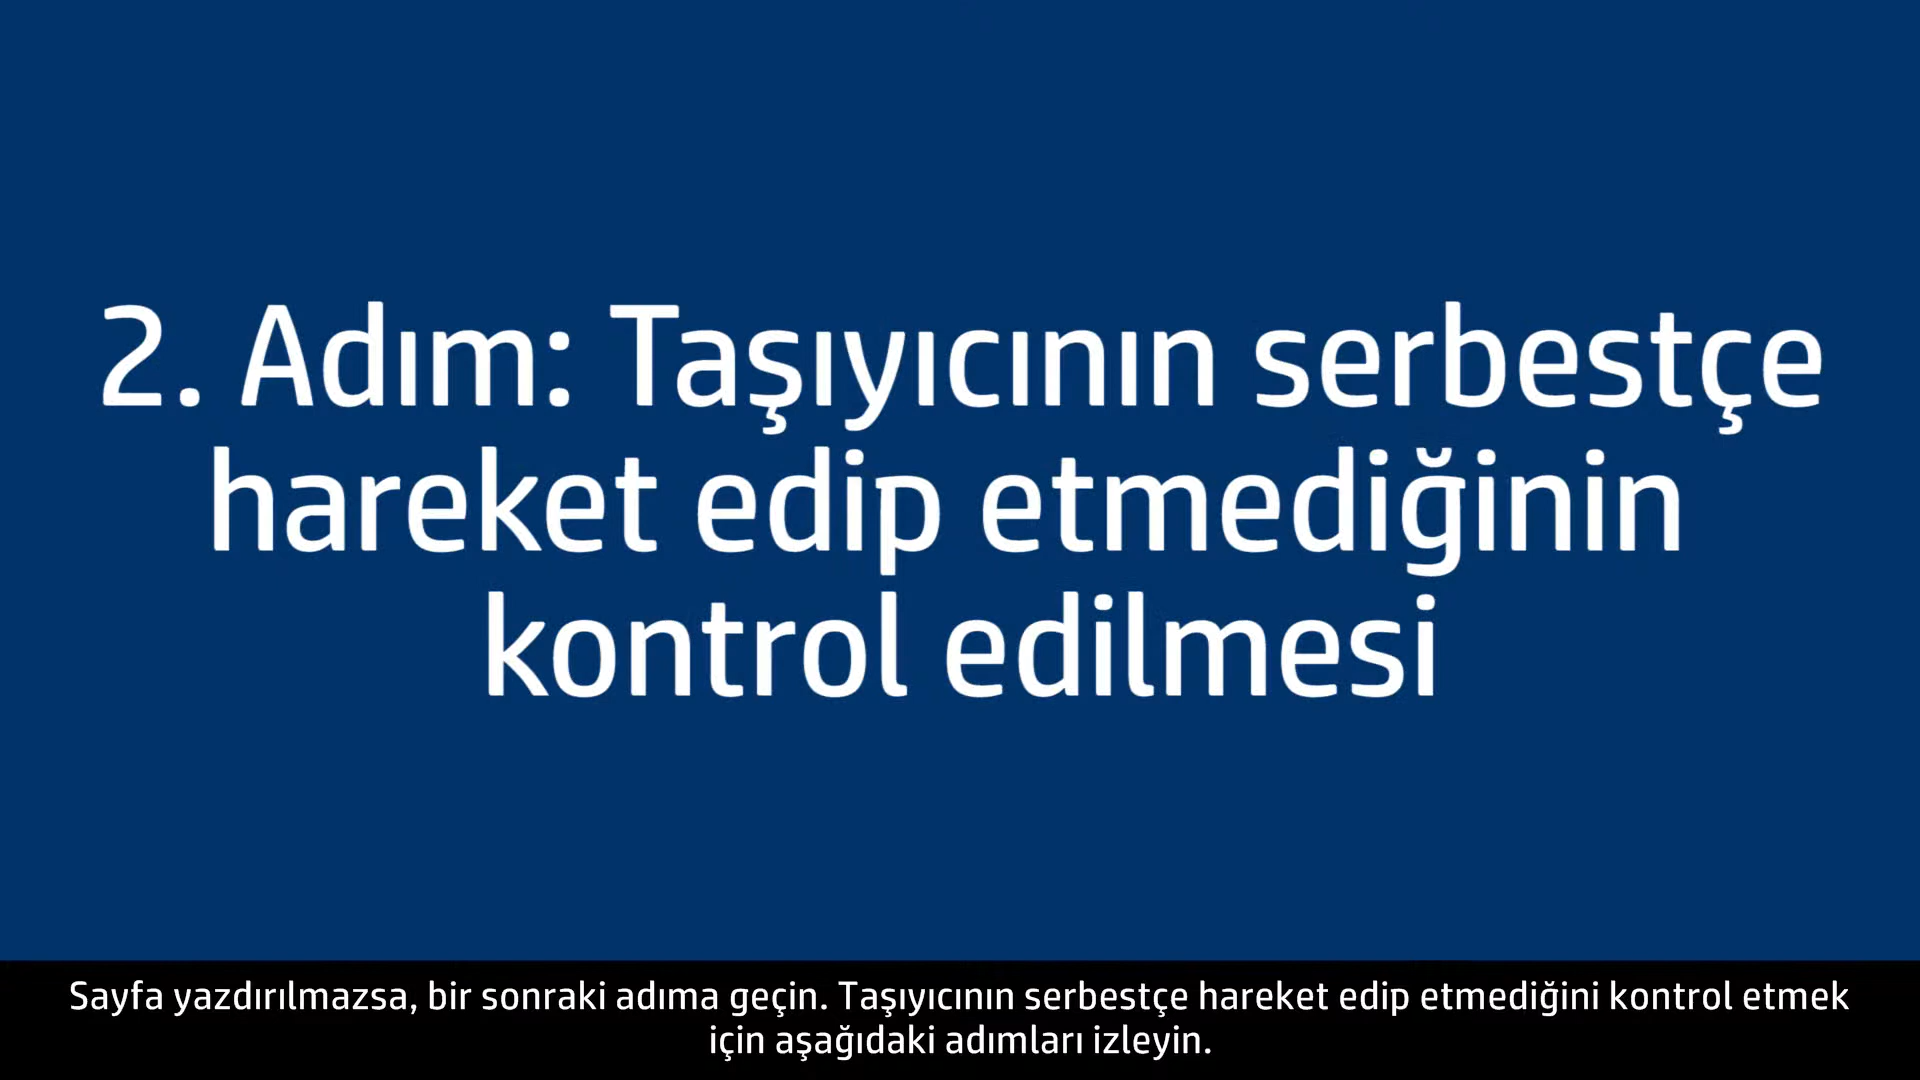 2. Adım: Taşıyıcının serbestçe
hareket edip etmediğinin
kontrol edilmesi
Sayfa yazdırılmazsa, bir sonraki adıma geçin. Taşıyıcının serbestçe hareket edip etmediğini kontrol etmek
için aşağıdaki adımları izleyin.